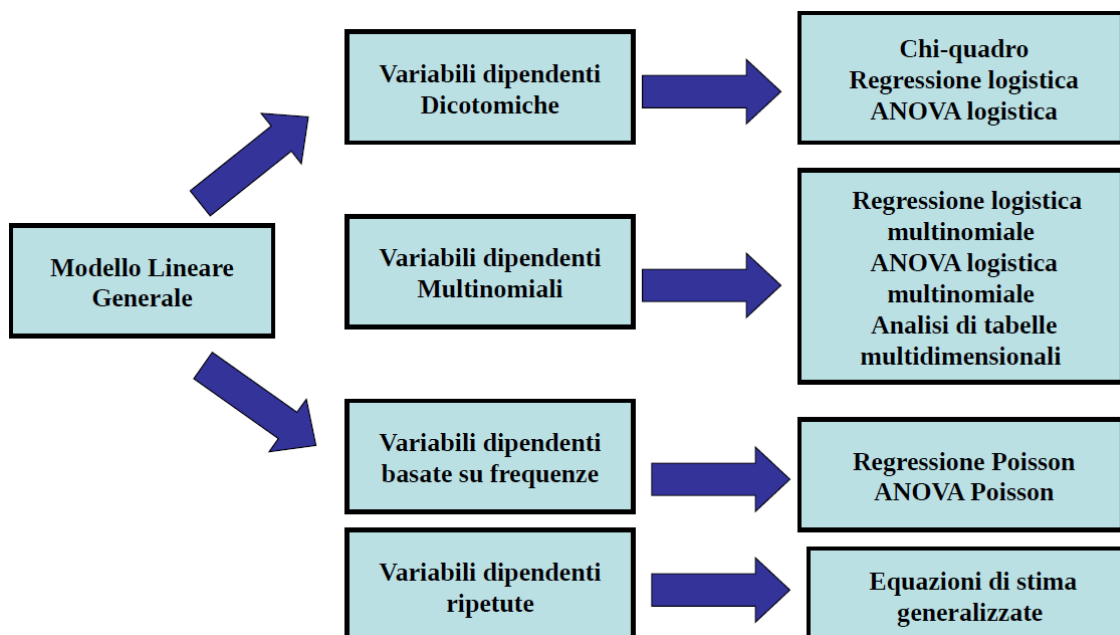 Modello Lineare
Generale
Variabili dipendenti
Dicotomiche
Chi-quadro
Regressione logistica
ANOVA logistica
Variabili dipendenti
Multinomiali
Regressione logistica
multinomiale
ANOVA logistica
multinomiale
Analisi di tabelle
multidimensionali
Variabili dipendenti
basate su frequenze
Regressione Poisson
ANOVA Poisson
Variabili dipendenti
ripetute
Equazioni di stima
generalizzate